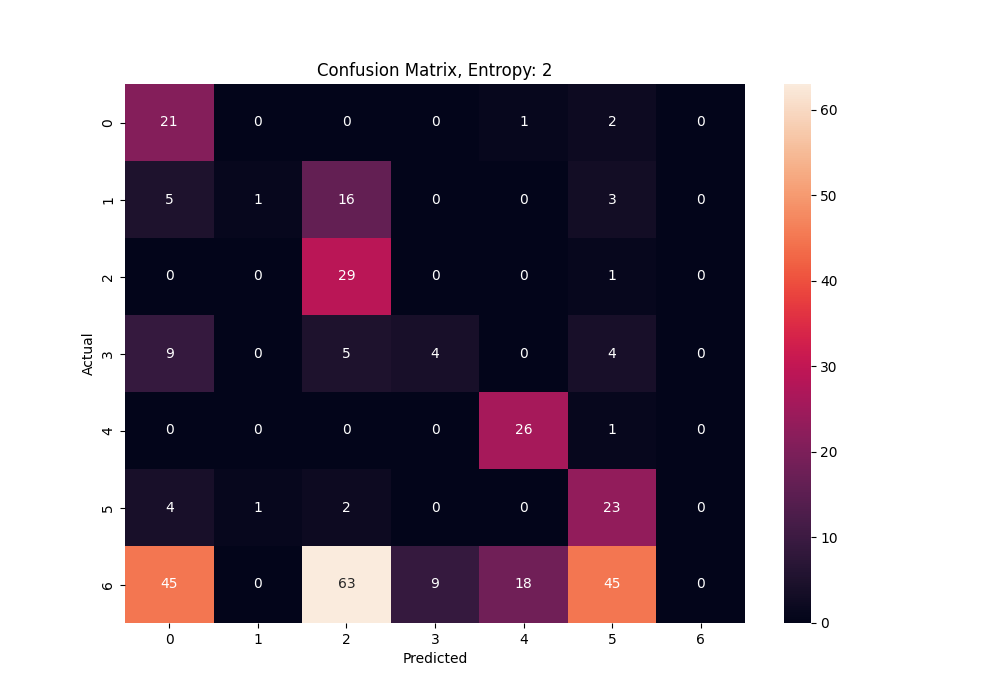 Confusion Matrix, Entropy: 2
Actual
0 21 0 0 0 1 2 0
1 5 1 16 0 0 3 0
2 0 0 29 0 0 1 0
3 9 0 5 4 0 4 0
4 0 0 0 0 26 1 0
5 4 1 2 0 0 23 0
6 45 0 63 9 18 45 0
0 1 2 3 4 5 6
Predicted
60
50
40
30
20
10
0